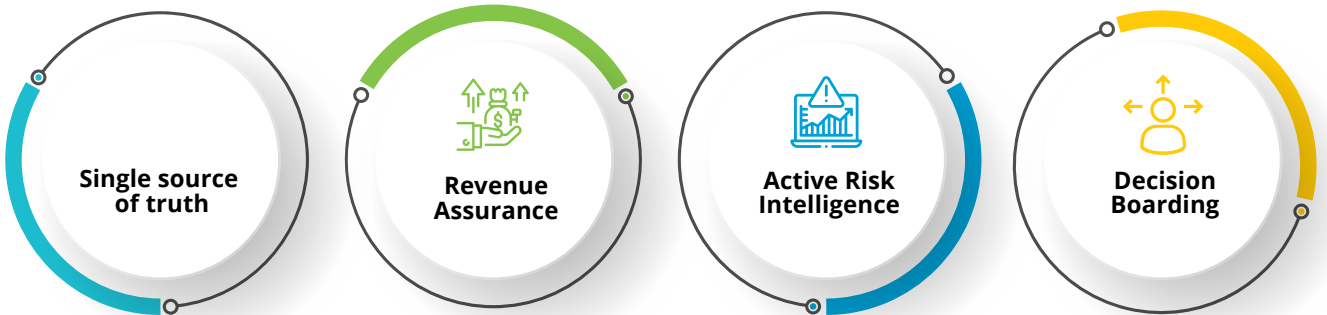 Single source
of truth
Revenue
Assurance
Active Risk
Intelligence
Decision
Boarding